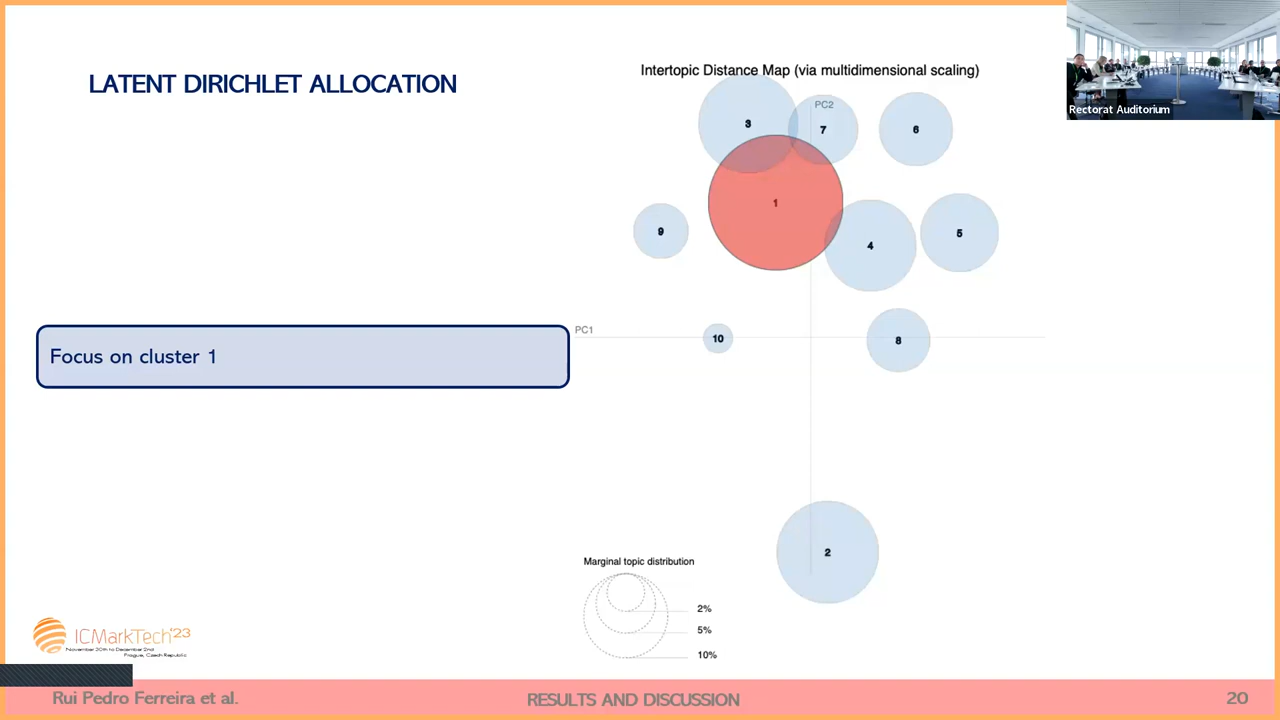 LATENT DIRICHLET ALLOCATION
Intertopic Distance Map (via multidimensional scaling)
Rectorat Auditorium
PC2
3
7
6
1
9
4
5
Focus on cluster 1
PC1
10
8
2
Marginal topic distribution
2%
5%
10%
ICMarkTech'23
November 30th to December 2nd
Prague, Czech Republic
Rui Pedro Ferreira et al.
RESULTS AND DISCUSSION
20